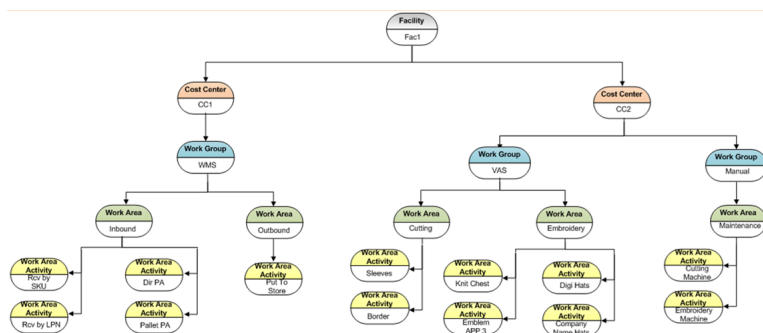 Facility
Fac1
Cost Center
CC1
Cost Center
CC2
Work Group
WMS
Work Group
VAS
Work Group
Manual
Work Area
Inbound
Work Area
Outbound
Work Area
Cutting
Work Area
Embroidery
Work Area
Maintenance
Work Area
Activity
Rcv by
SKU
Work Area
Activity
Dir PA
Work Area
Activity
Put To
Store
Work Area
Activity
Sleeves
Work Area
Activity
Knit Chest
Work Area
Activity
Digi Hats
Work Area
Activity
Cutting
Machine
Work Area
Activity
Rcv by LPN
Work Area
Activity
Pallet PA
Work Area
Activity
Border
Work Area
Activity
Emblem
APP 3
Work Area
Activity
Company
Name Hats
Work Area
Activity
Embroidery
Machine